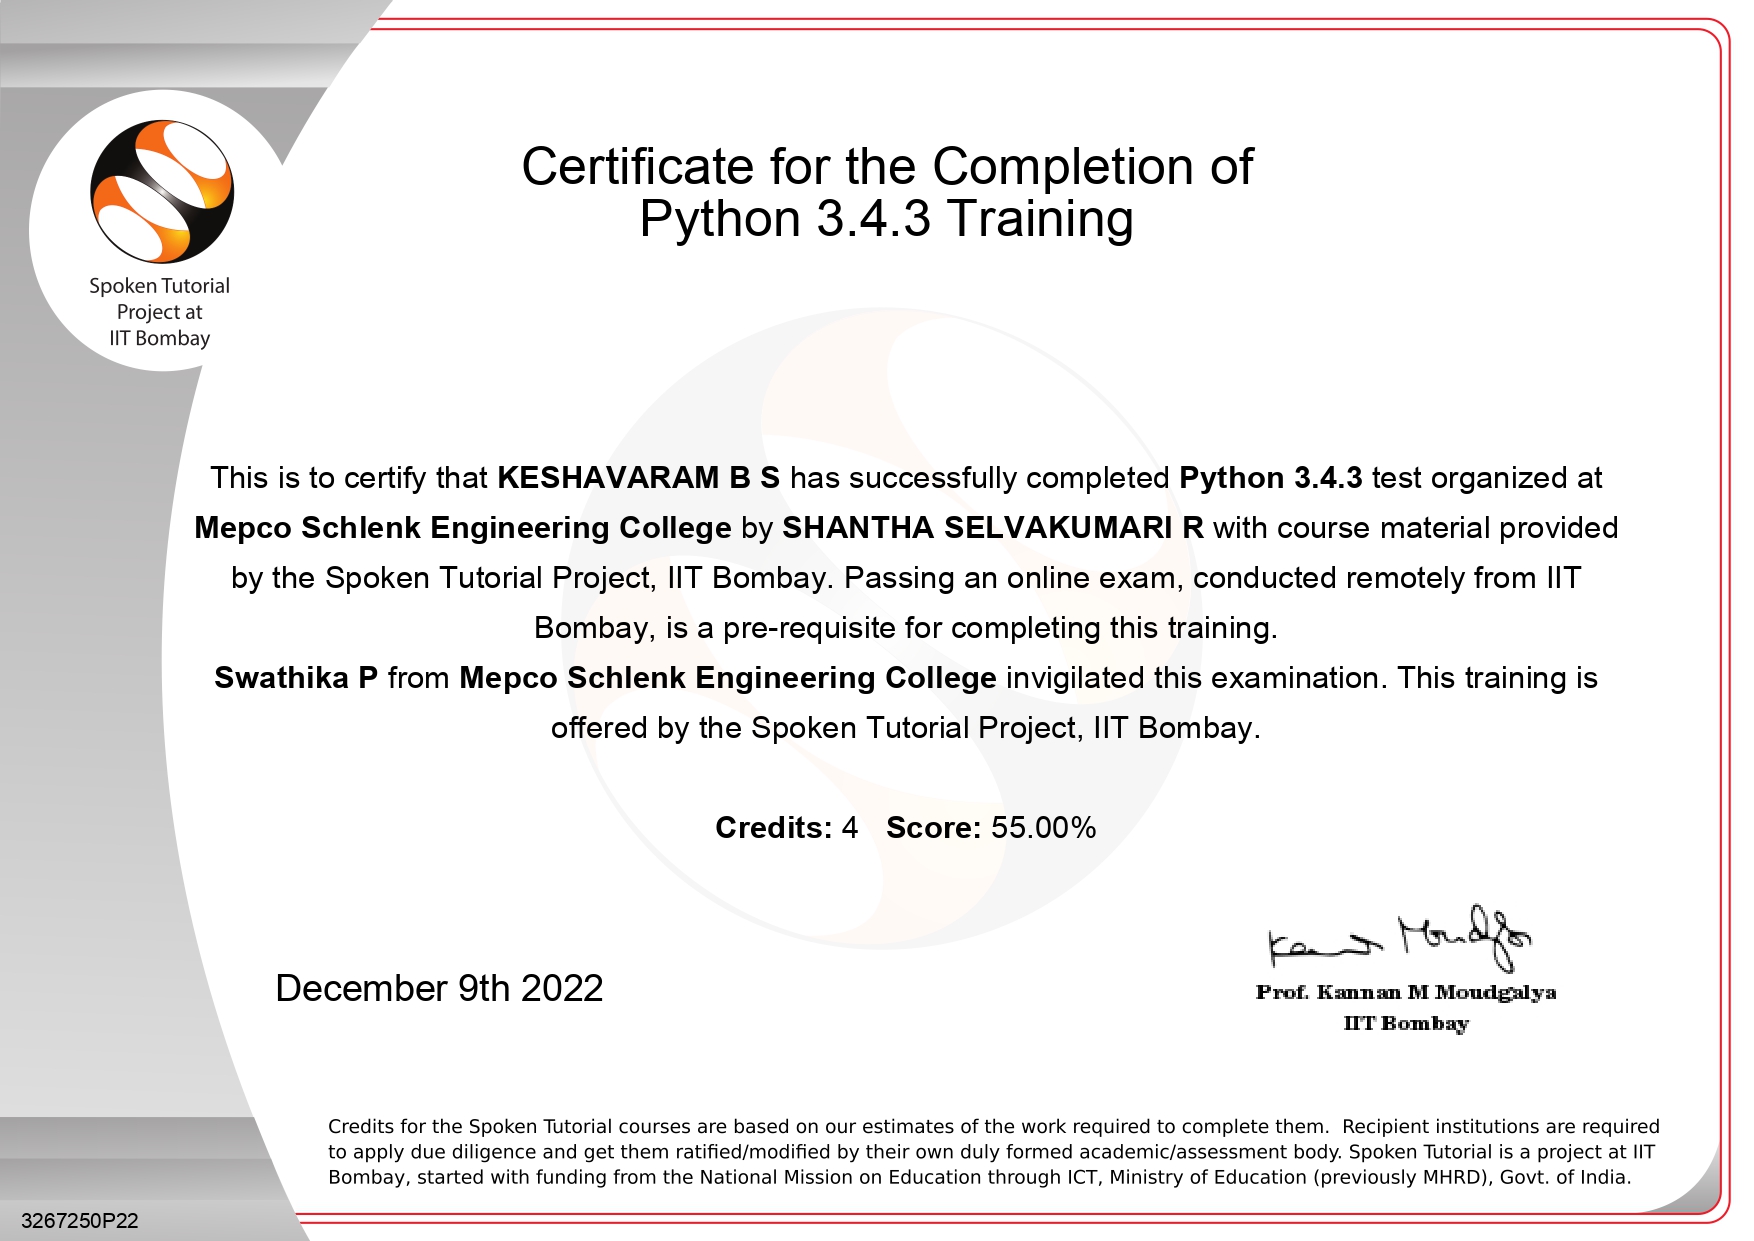 Spoken Tutorial
Project at
IIT Bombay
Certificate for the Completion of
Python 3.4.3 Training
This is to certify that KESHAVARAM B S has successfully completed Python 3.4.3 test organized at
Mepco Schlenk Engineering College by SHANTHA SELVAKUMARI R with course material provided
by the Spoken Tutorial Project, IIT Bombay. Passing an online exam, conducted remotely from IIT
Bombay, is a pre-requisite for completing this training.
Swathika P from Mepco Schlenk Engineering College invigilated this examination. This training is
offered by the Spoken Tutorial Project, IIT Bombay.
Credits: 4 Score: 55.00%
December 9th 2022
Kannan Moudgalya
Prof. Kannan M Moudgalya
IIT Bombay
Credits for the Spoken Tutorial courses are based on our estimates of the work required to complete them. Recipient institutions are required
to apply due diligence and get them ratified/modified by their own duly formed academic/assessment body. Spoken Tutorial is a project at IIT
Bombay, started with funding from the National Mission on Education through ICT, Ministry of Education (previously MHRD), Govt. of India.
3267250P22